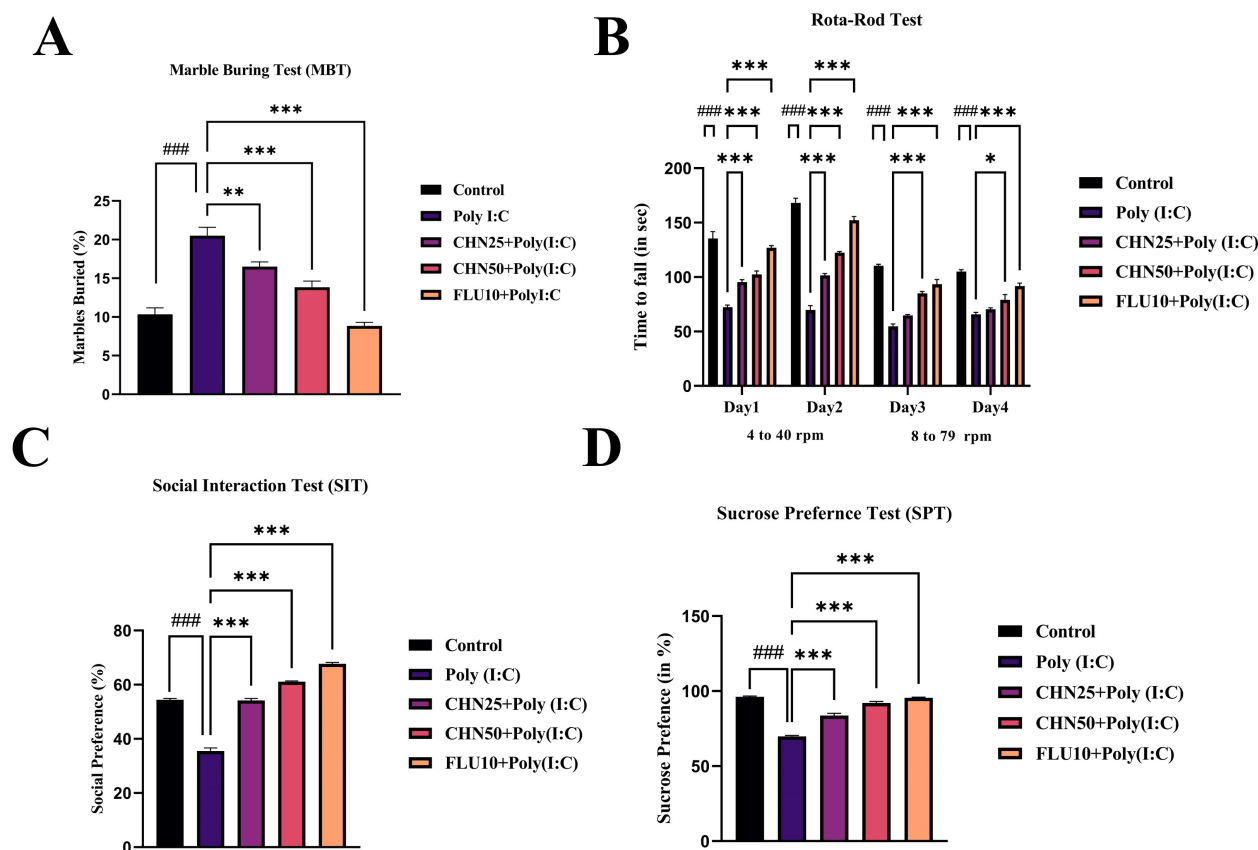 A
Marble Buring Test (MBT)
***
###
***
**
Marbles Buried (%)
25
20
15
10
5
0
Control
Poly I:C
CHN25+Poly(I:C)
CHN50+Poly(I:C)
FLU10+PolyI:C
B
Rota-Rod Test
*** ***
### *** ### *** ### *** ### ***
*** *** *** *
Time to fall (in sec)
200
150
100
50
0
Day1 Day2 Day3 Day4
4 to 40 rpm 8 to 79 rpm
Control
Poly (I:C)
CHN25+Poly (I:C)
CHN50+Poly(I:C)
FLU10+Poly(I:C)
C
Social Interaction Test (SIT)
***
***
### ***
Social Preference (%)
80
60
40
20
0
Control
Poly (I:C)
CHN25+Poly (I:C)
CHN50+Poly(I:C)
FLU10+Poly(I:C)
D
Sucrose Prefernce Test (SPT)
***
***
### ***
Sucrose Prefence (in %)
150
100
50
0
Control
Poly (I:C)
CHN25+Poly (I:C)
CHN50+Poly(I:C)
FLU10+Poly(I:C)